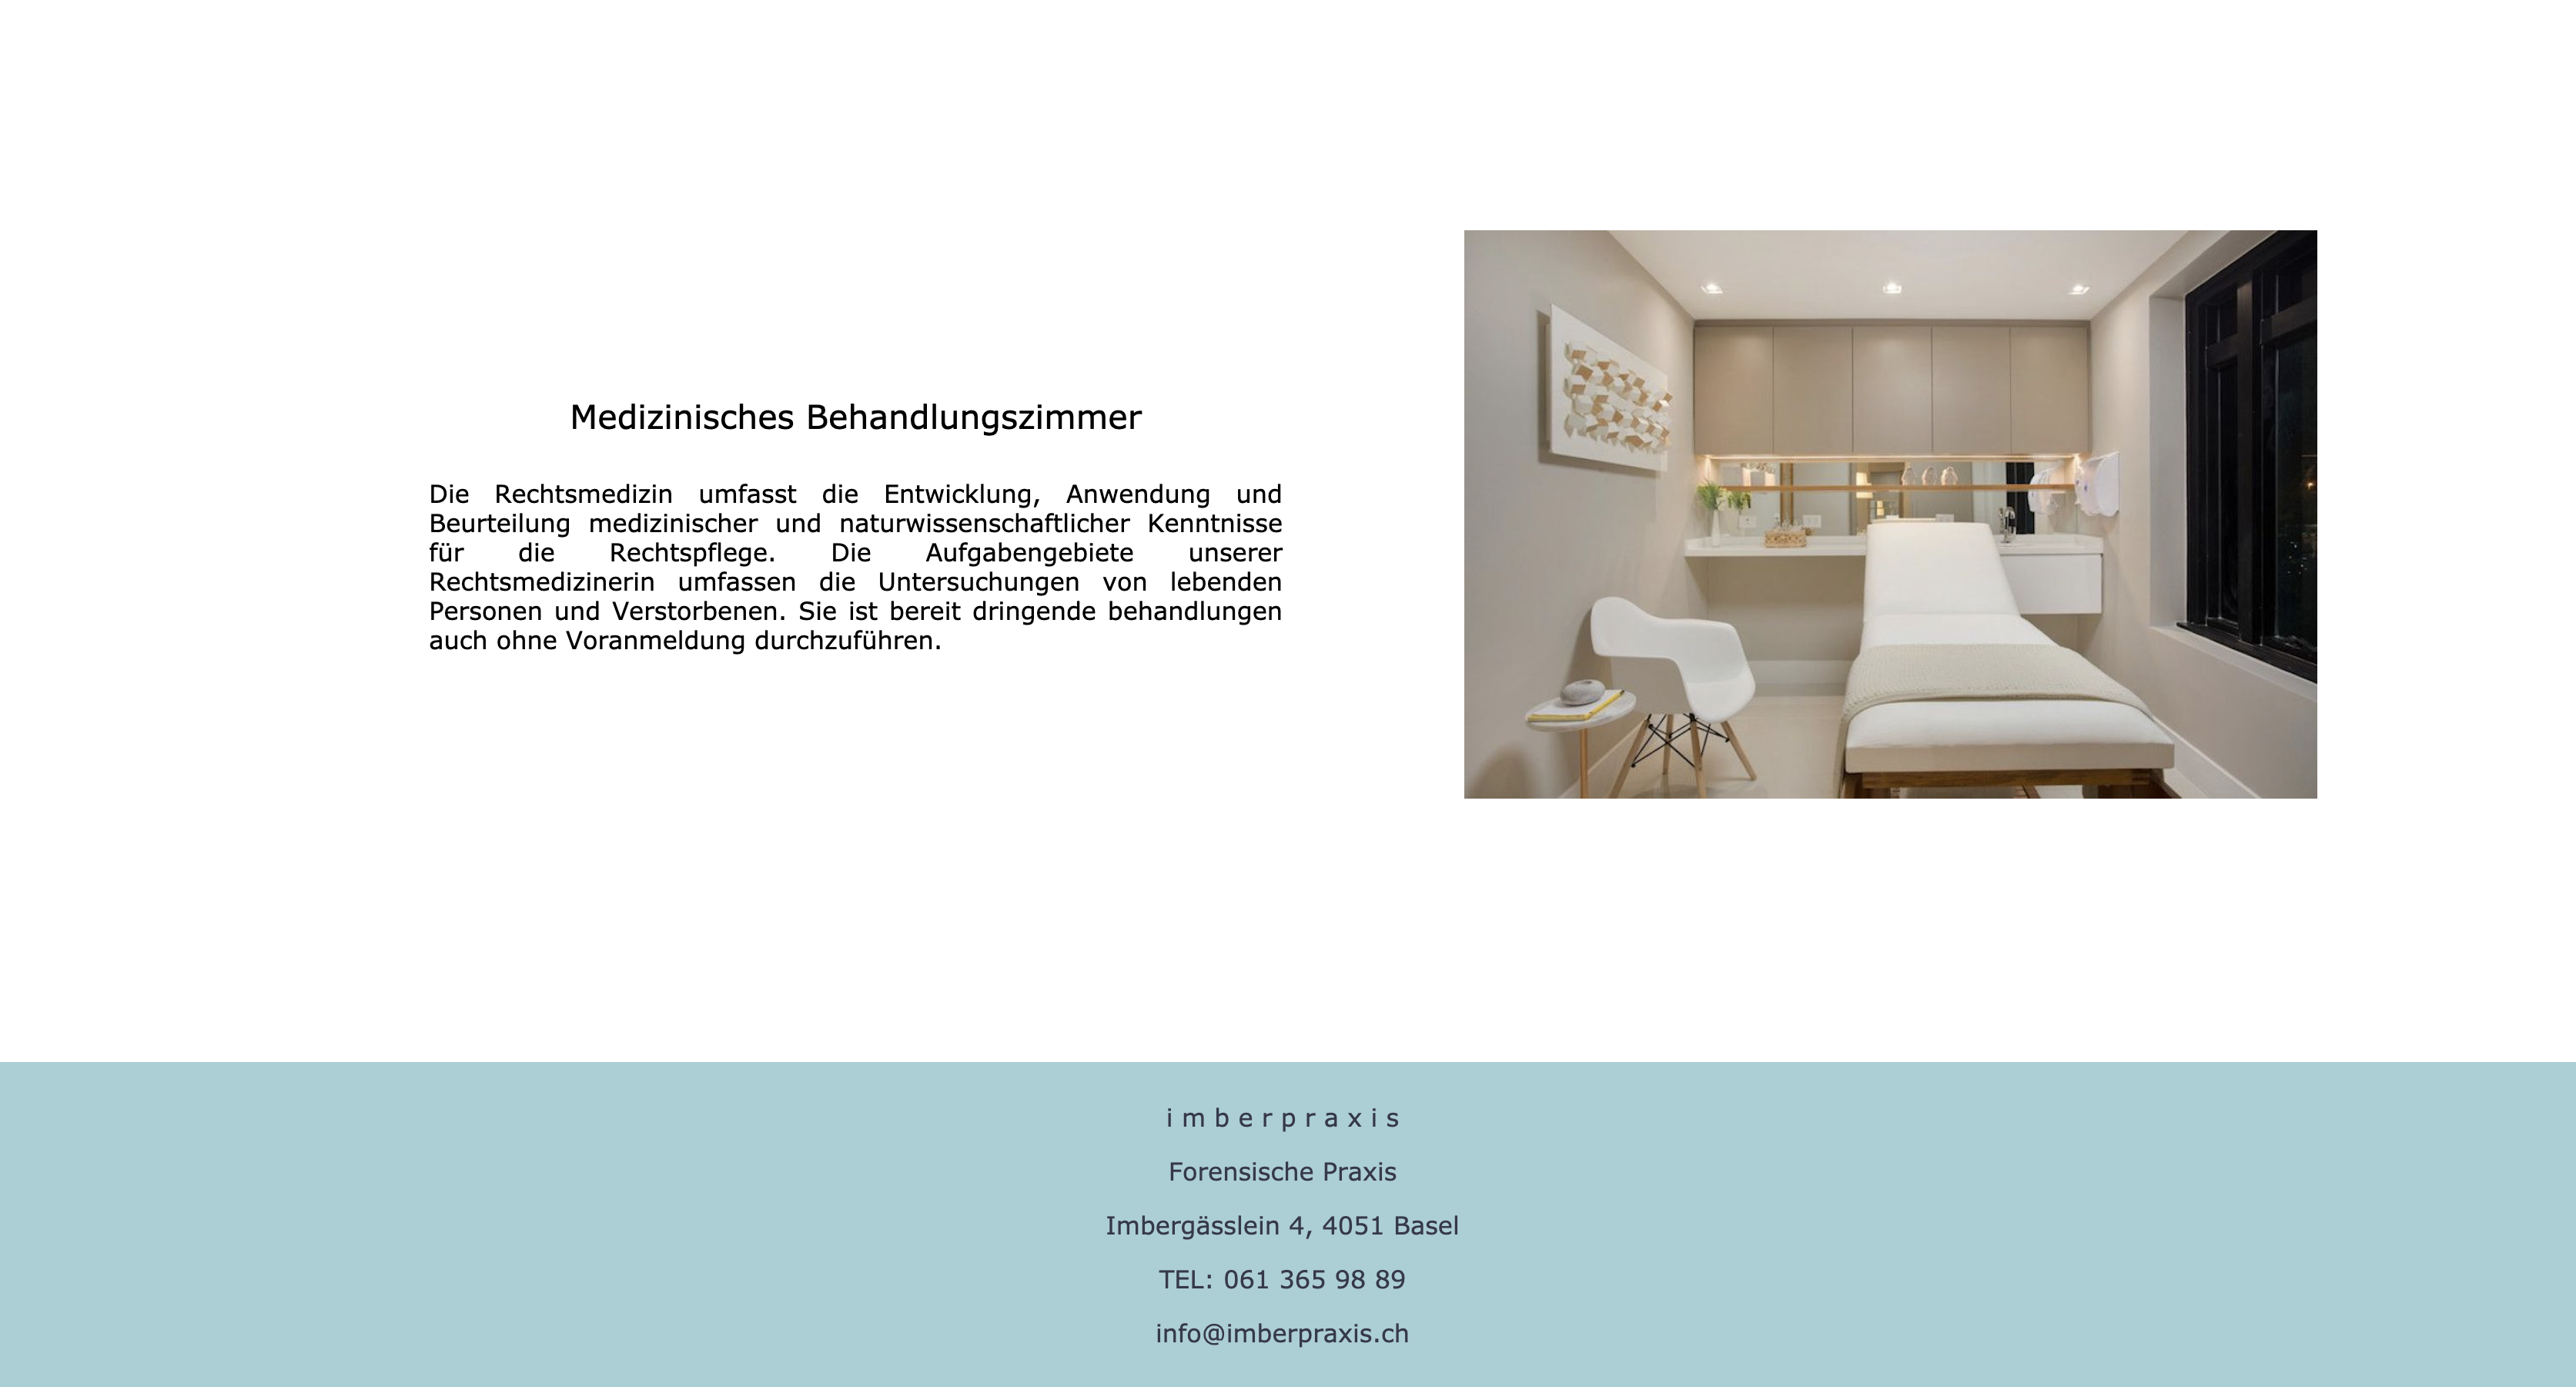 Medizinisches Behandlungszimmer
Die Rechtsmedizin umfasst die Entwicklung, Anwendung und
Beurteilung medizinischer und naturwissenschaftlicher Kenntnisse
für die Rechtspflege. Die Aufgabengebiete unserer
Rechtsmedizinerin umfassen die Untersuchungen von lebenden
Personen und Verstorbenen. Sie ist bereit dringende behandlungen
auch ohne Voranmeldung durchzuführen.
i m b e r p r a x i s
Forensische Praxis
Imbergässlein 4, 4051 Basel
TEL: 061 365 98 89
info@imberpraxis.ch